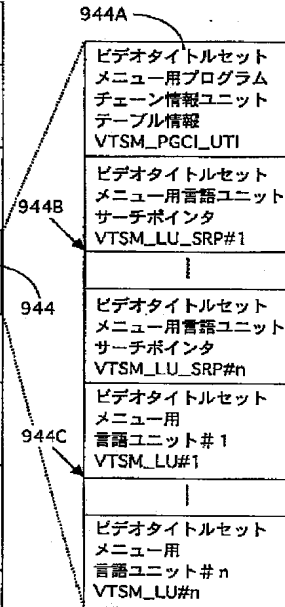 944A
ビデオタイトルセット
メニュー用プログラム
チェーン情報ユニット
テーブル情報
VTSM_PGCI_UTI
ビデオタイトルセット
メニュー用言語ユニット
サーチポインタ
VTSM_LU_SRP#1
944B
944
ビデオタイトルセット
メニュー用言語ユニット
サーチポインタ
VTSM_LU_SRP#n
ビデオタイトルセット
メニュー用
言語ユニット＃1
VTSM_LU#1
944C
ビデオタイトルセット
メニュー用
言語ユニット＃n
VTSM_LU#n